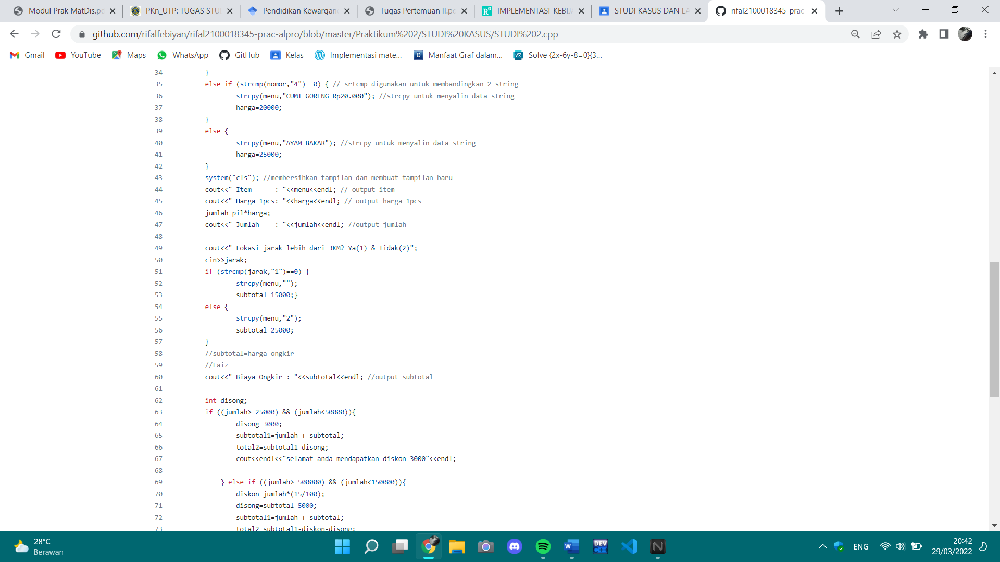 Modul Prak MatDis.pd
PKn_UTP: TUGAS STU
Pendidikan Kewargan
Tugas Pertemuan II.pd
IMPLEMENTASI-KEBIJ
STUDI KASUS DAN LA
rifal2100018345-prac-
github.com/rifalfebiyan/rifal2100018345-prac-alpro/blob/master/Praktikum%202/STUDI%20KASUS/STUDI%202.cpp
Gmail YouTube Maps WhatsApp GitHub Kelas Implementasi mate... Manfaat Graf dalam... Solve {2x-6y-8=0}{3...
34 }
35 else if (strcmp(nomor,"4")==0) { // srtcmp digunakan untuk membandingkan 2 string
36 strcpy(menu,"CUMI GORENG Rp20.000"); //strcpy untuk menyalin data string
37 harga=20000;
38 }
39 else {
40 strcpy(menu,"AYAM BAKAR"); //strcpy untuk menyalin data string
41 harga=25000;
42 }
43 system("cls"); //membersihkan tampilan dan membuat tampilan baru
44 cout<<" Item      : "<<menu<<endl; // output item
45 cout<<" Harga 1pcs: "<<harga<<endl; // output harga 1pcs
46 jumlah=pil*harga;
47 cout<<" Jumlah    : "<<jumlah<<endl; //output jumlah
48
49 cout<<" Lokasi jarak lebih dari 3KM? Ya(1) & Tidak(2)";
50 cin>>jarak;
51 if (strcmp(jarak,"1")==0) {
52 strcpy(menu,"");
53 subtotal=15000;}
54 else {
55 strcpy(menu,"2");
56 subtotal=25000;
57 }
58 //subtotal=harga ongkir
59 //Faiz
60 cout<<" Biaya Ongkir : "<<subtotal<<endl; //output subtotal
61
62 int disong;
63 if ((jumlah>=25000) && (jumlah<50000)){
64 disong=3000;
65 subtotal1=jumlah + subtotal;
66 total2=subtotal1-disong;
67 cout<<endl<<"selamat anda mendapatkan diskon 3000"<<endl;
68
69 } else if ((jumlah>=500000) && (jumlah<150000)){
70 diskon=jumlah*(15/100);
71 disong=subtotal-5000;
72 subtotal1=jumlah + subtotal;
73 total2=subtotal1-diskon-disong;
28°C
Berawan
DEV
ENG
20:42
29/03/2022